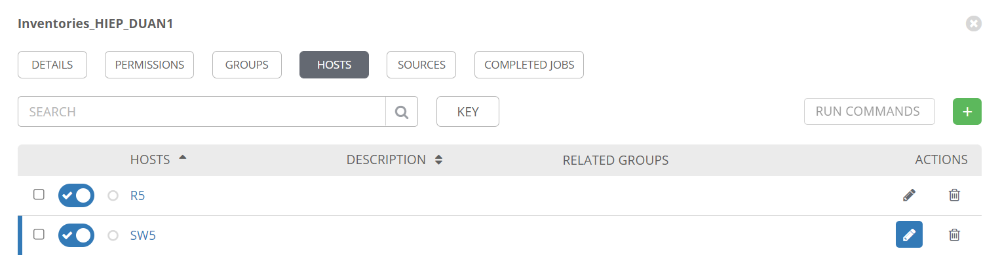 Inventories_HIEP_DUAN1
DETAILS PERMISSIONS GROUPS HOSTS SOURCES COMPLETED JOBS
SEARCH KEY RUN COMMANDS +
HOSTS DESCRIPTION RELATED GROUPS ACTIONS
R5
SW5